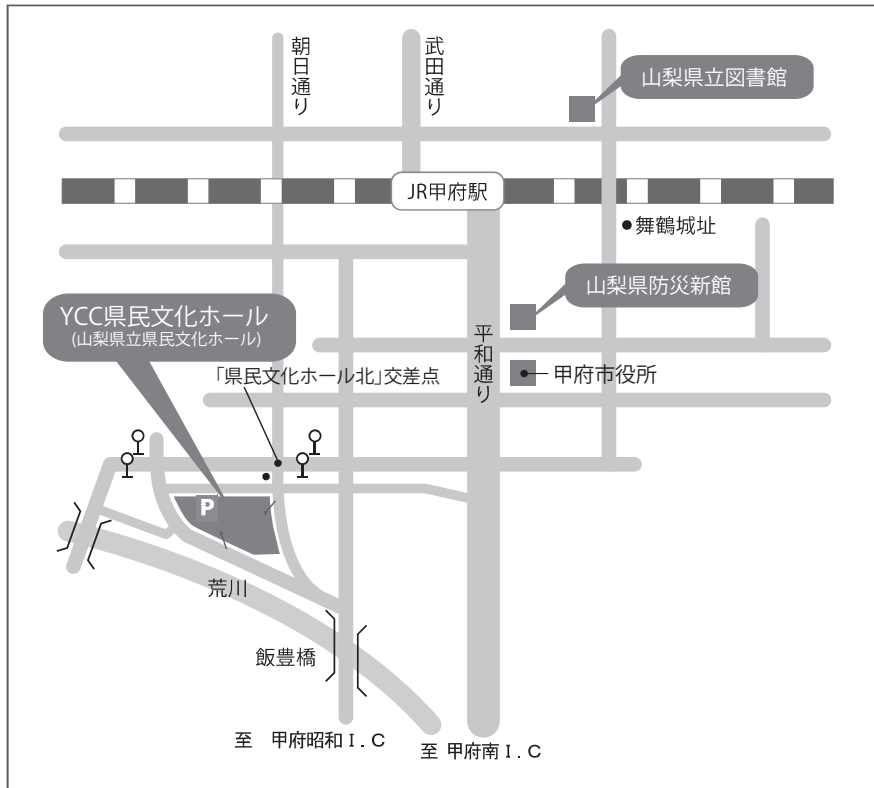 朝日通り
武田通り
山梨県立図書館
JR甲府駅
舞鶴城址
山梨県防災新館
YCC県民文化ホール
(山梨県立県民文化ホール)
平和通り
「県民文化ホール北」交差点
甲府市役所
P
荒川
飯豊橋
至 甲府昭和I.C
至 甲府南I.C